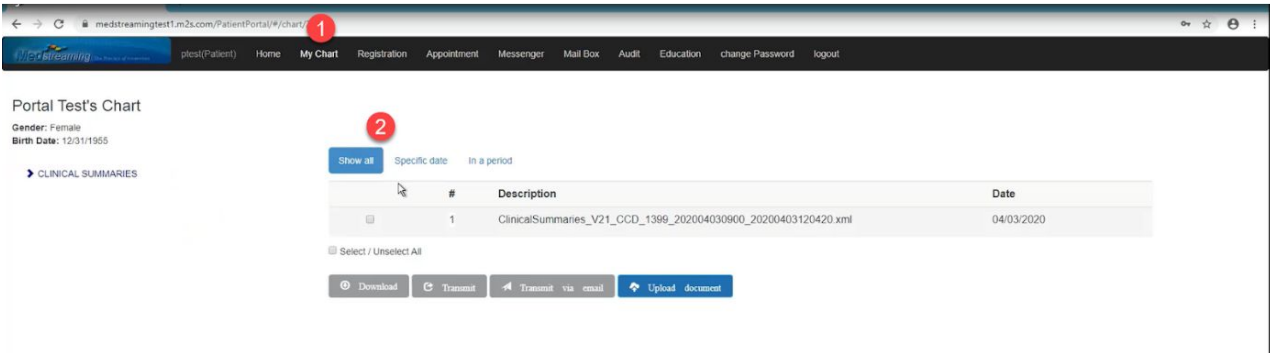 medstreamingtest1.m2s.com/PatientPortal/#/chart/
1
Medstreaming ptest(Patient) Home My Chart Registration Appointment Messenger Mail Box Audit Education change Password logout
Portal Test's Chart
Gender: Female
Birth Date: 12/31/1955
CLINICAL SUMMARIES
2
Show all Specific date In a period
# Description Date
1 ClinicalSummaries_V21_CCD_1399_202004030900_20200403120420.xml 04/03/2020
Select / Unselect All
Download Transmit Transmit via email Upload document